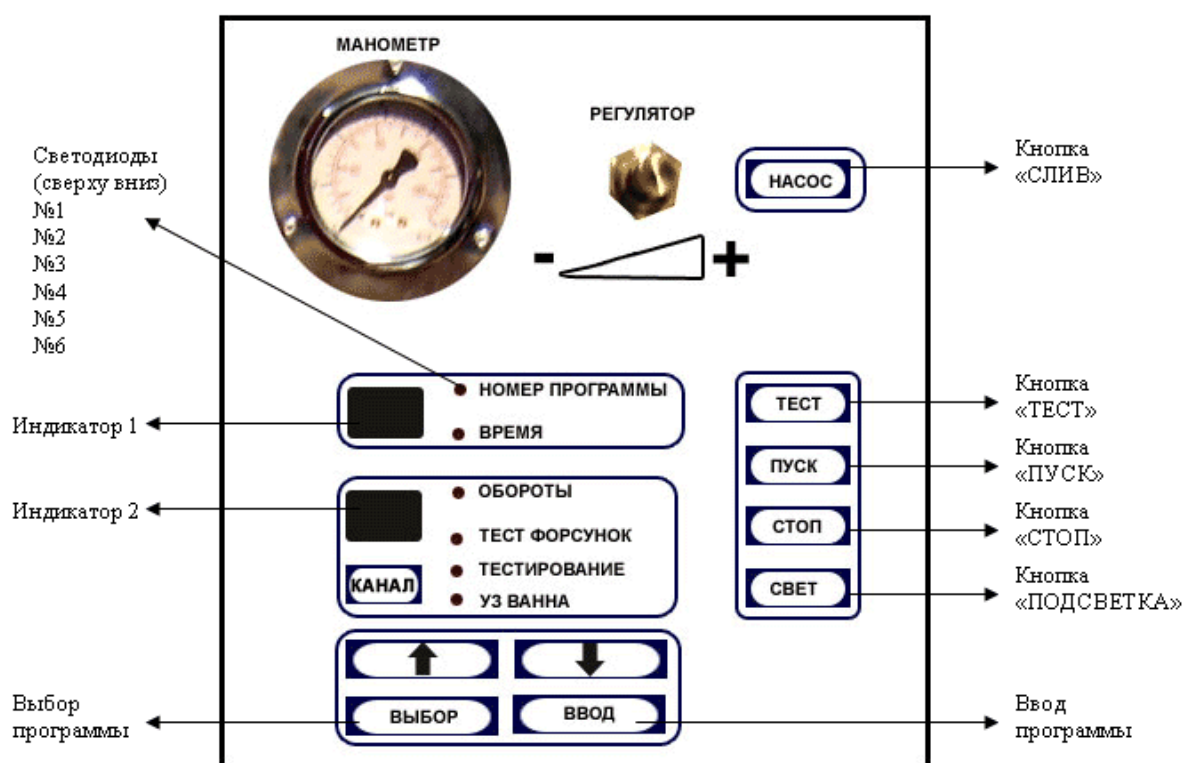 МАНОМЕТР
РЕГУЛЯТОР
НАСОС
Кнопка
«СЛИВ»
Светодиоды
(сверху вниз)
№1
№2
№3
№4
№5
№6
- +
НОМЕР ПРОГРАММЫ
ВРЕМЯ
Индикатор 1
ТЕСТ
Кнопка
«ТЕСТ»
ПУСК
Кнопка
«ПУСК»
ОБОРОТЫ
ТЕСТ ФОРСУНОК
ТЕСТИРОВАНИЕ
УЗ ВАННА
КАНАЛ
Индикатор 2
СТОП
Кнопка
«СТОП»
СВЕТ
Кнопка
«ПОДСВЕТКА»
Выбор
программы
ВЫБОР
ВВОД
Ввод
программы